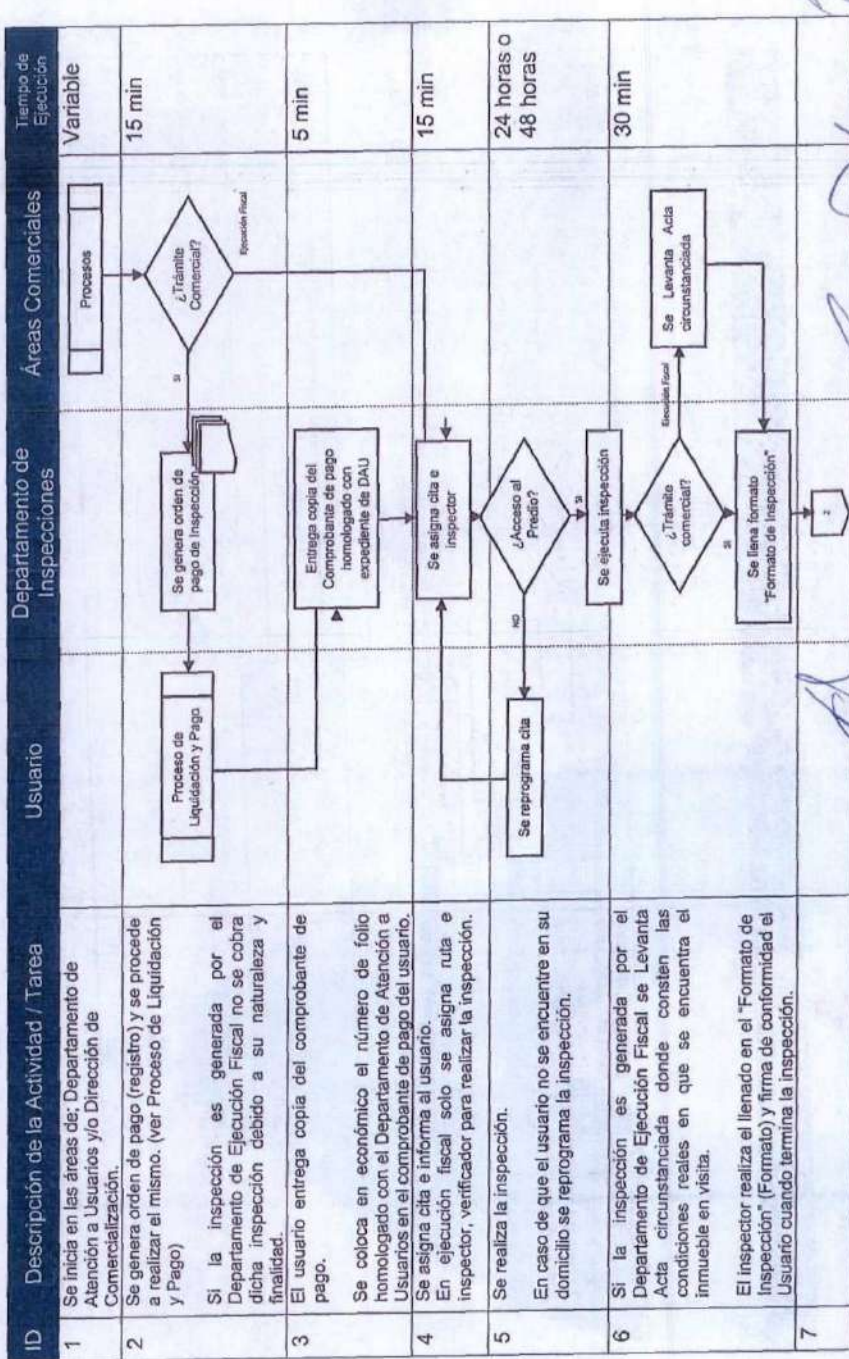 ID Descripción de la Actividad / Tarea Usuario Departamento de Inspecciones Áreas Comerciales Tiempo de Ejecución
1 Se inicia en las áreas de; Departamento de
Atención a Usuarios y/o Dirección de
Comercialización.
Procesos
Variable
2 Se genera orden de pago (registro) y se procede
a realizar el mismo. (ver Proceso de Liquidación
y Pago)
Si la inspección es generada por el
Departamento de Ejecución Fiscal no se cobra
dicha inspección debido a su naturaleza y
finalidad.
Proceso de
Liquidación y Pago
Se genera orden de
pago de Inspección
SI
¿Trámite
Comercial?
Ejecución Fiscal
15 min
3 El usuario entrega copia del comprobante de
pago.
Se coloca en económico el número de folio
homologado con el Departamento de Atención a
Usuarios en el comprobante de pago del usuario.
Entrega copia del
Comprobante de pago
homologado con
expediente de DAU
5 min
4 Se asigna cita e informa al usuario.
En ejecución fiscal solo se asigna ruta e
inspector, verificador para realizar la inspección.
Se asigna cita e
inspector
15 min
5 Se realiza la inspección.
En caso de que el usuario no se encuentre en su
domicilio se reprograma la inspección.
Se reprograma cita
NO
¿Acceso al
Predio?
SI
24 horas o
48 horas
6 Si la inspección es generada por el
Departamento de Ejecución Fiscal se Levanta
Acta circunstanciada donde consten las
condiciones reales en que se encuentra el
inmueble en visita.
El inspector realiza el llenado en el "Formato de
Inspección" (Formato) y firma de conformidad el
Usuario cuando termina la inspección.
Se ejecuta inspección
¿Trámite
comercial?
Ejecución Fiscal
SI
Se Levanta Acta
circunstanciada
Se llena formato
"Formato de Inspección"
30 min
7
2